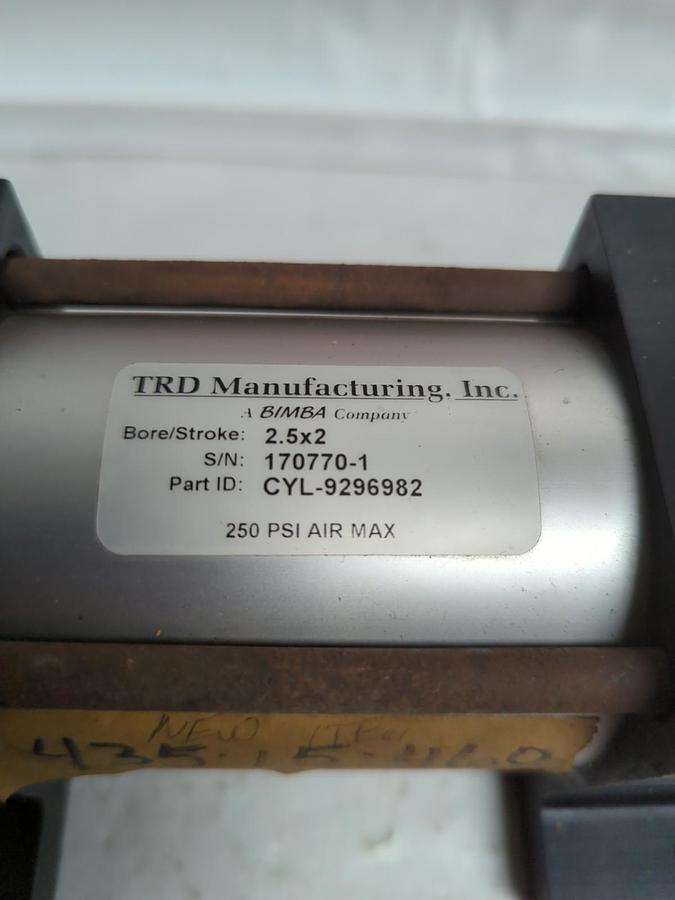 TRD Manufacturing, Inc.
A BIMBA Company
Bore/Stroke: 2.5x2
S/N: 170770-1
Part ID: CYL-9296982
250 PSI AIR MAX
NEW